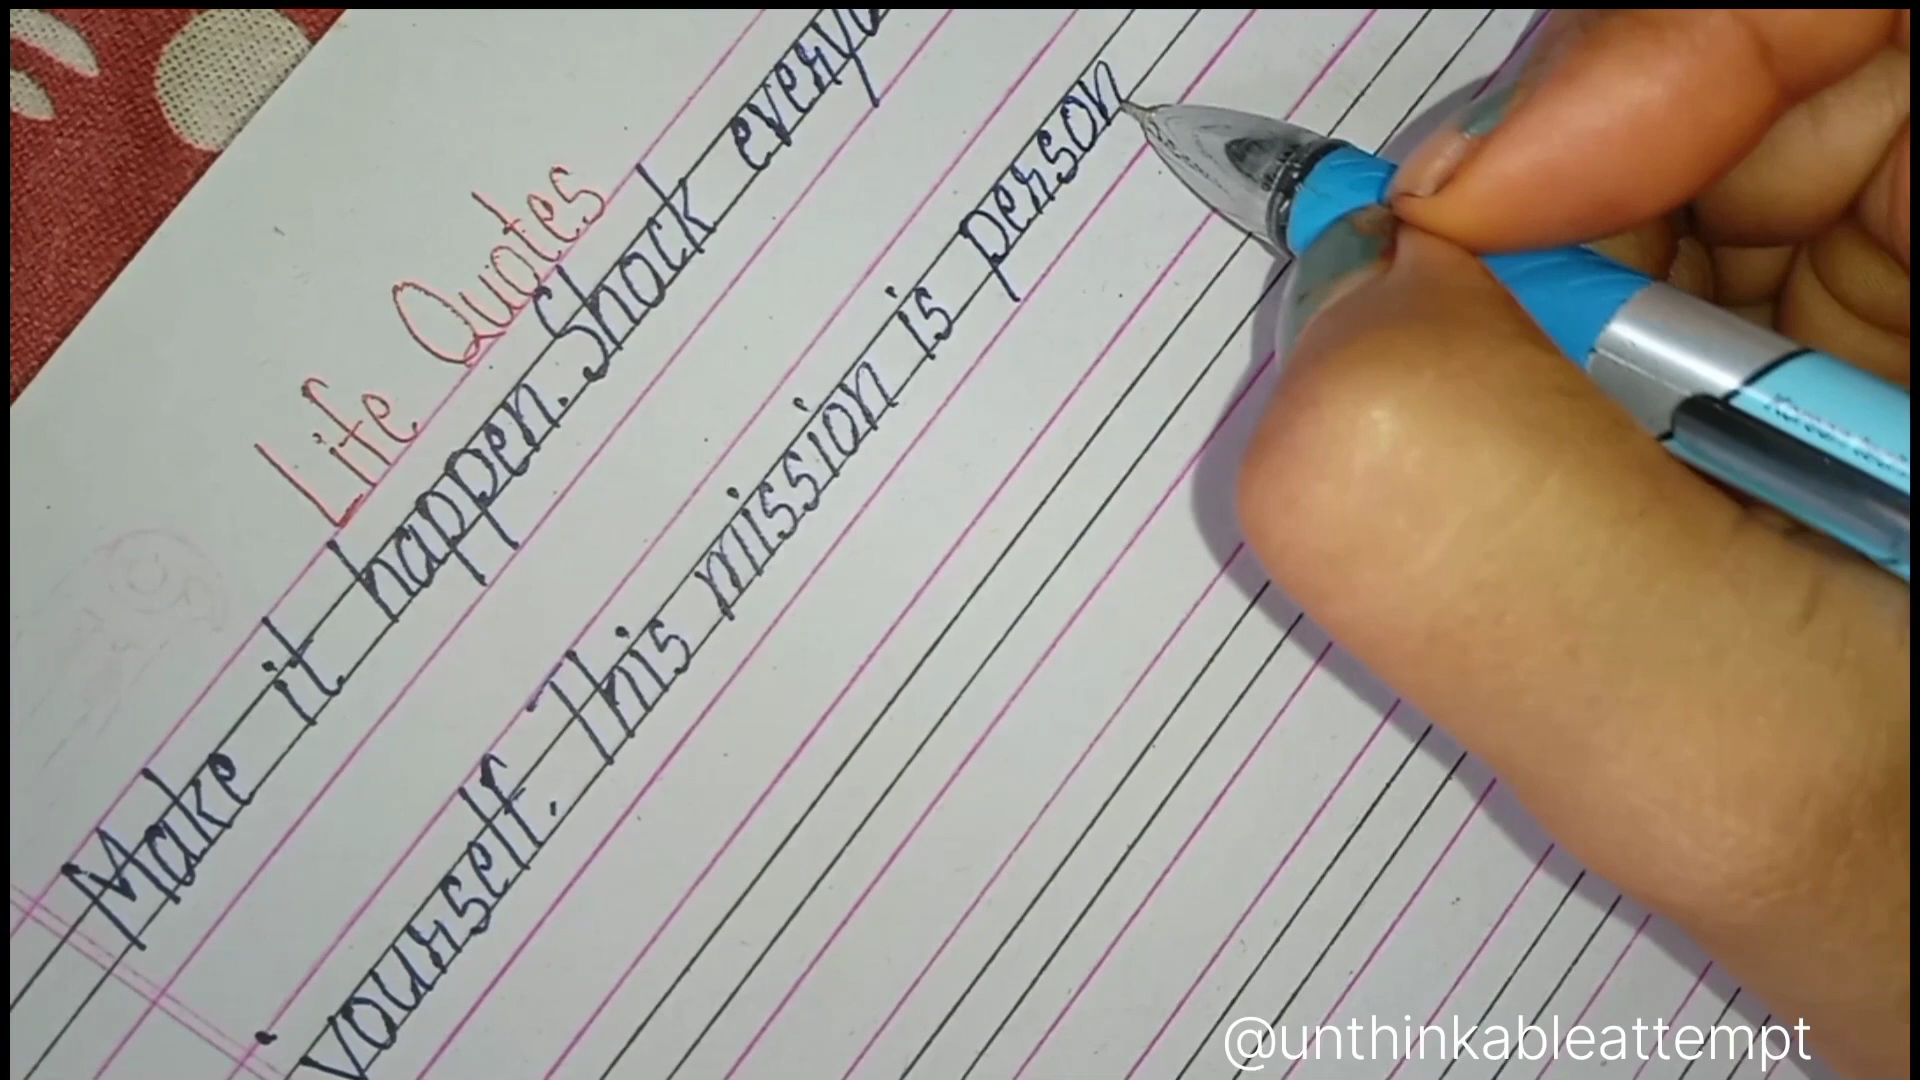 Life Quotes
Make it happen. Shock
yourself. This mission is person
@unthinkableattempt